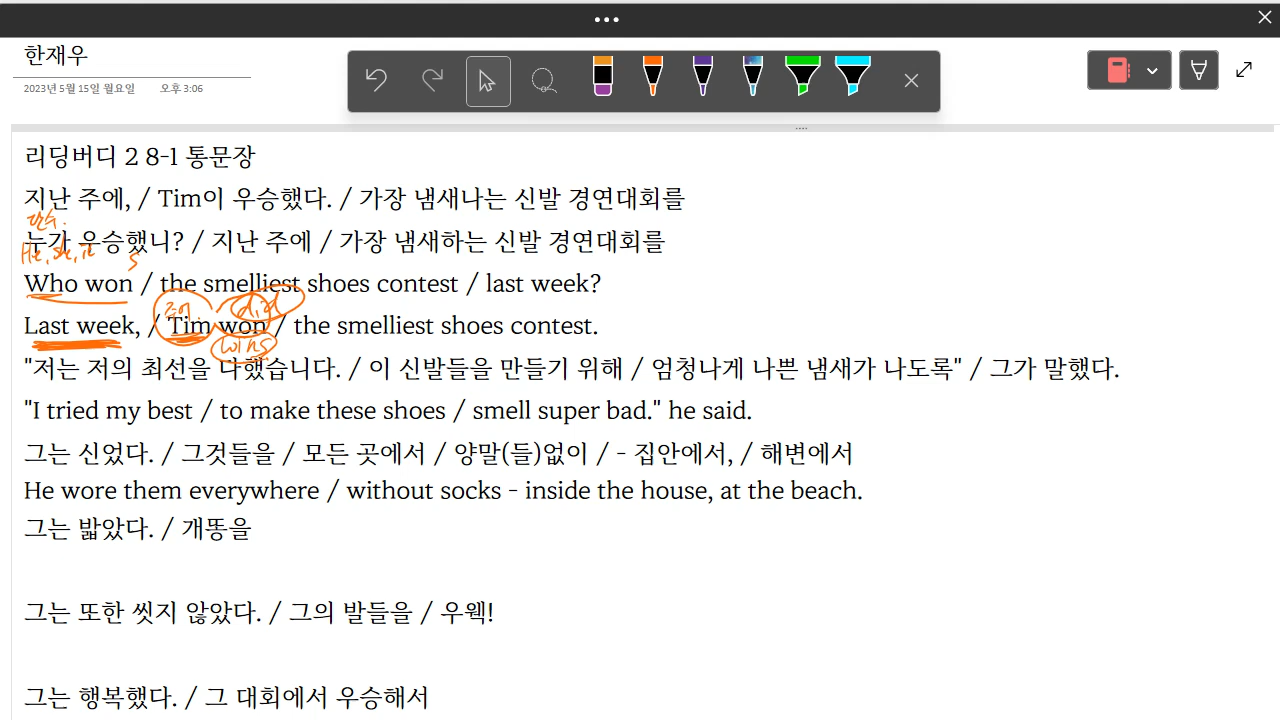 한재우
2023년 5월 15일 월요일 오후 3:06
리딩버디 2 8-1 통문장
지난 주에, / Tim이 우승했다. / 가장 냄새나는 신발 경연대회를
단수.
누가 우승했니? / 지난 주에 / 가장 냄새하는 신발 경연대회를
He, she, it
s
Who won / the smelliest shoes contest / last week?
주어. did
Last week, / Tim won / the smelliest shoes contest.
wins
"저는 저의 최선을 다했습니다. / 이 신발들을 만들기 위해 / 엄청나게 나쁜 냄새가 나도록" / 그가 말했다.
"I tried my best / to make these shoes / smell super bad." he said.
그는 신었다. / 그것들을 / 모든 곳에서 / 양말(들)없이 / - 집안에서, / 해변에서
He wore them everywhere / without socks - inside the house, at the beach.
그는 밟았다. / 개똥을
그는 또한 씻지 않았다. / 그의 발들을 / 우웩!
그는 행복했다. / 그 대회에서 우승해서